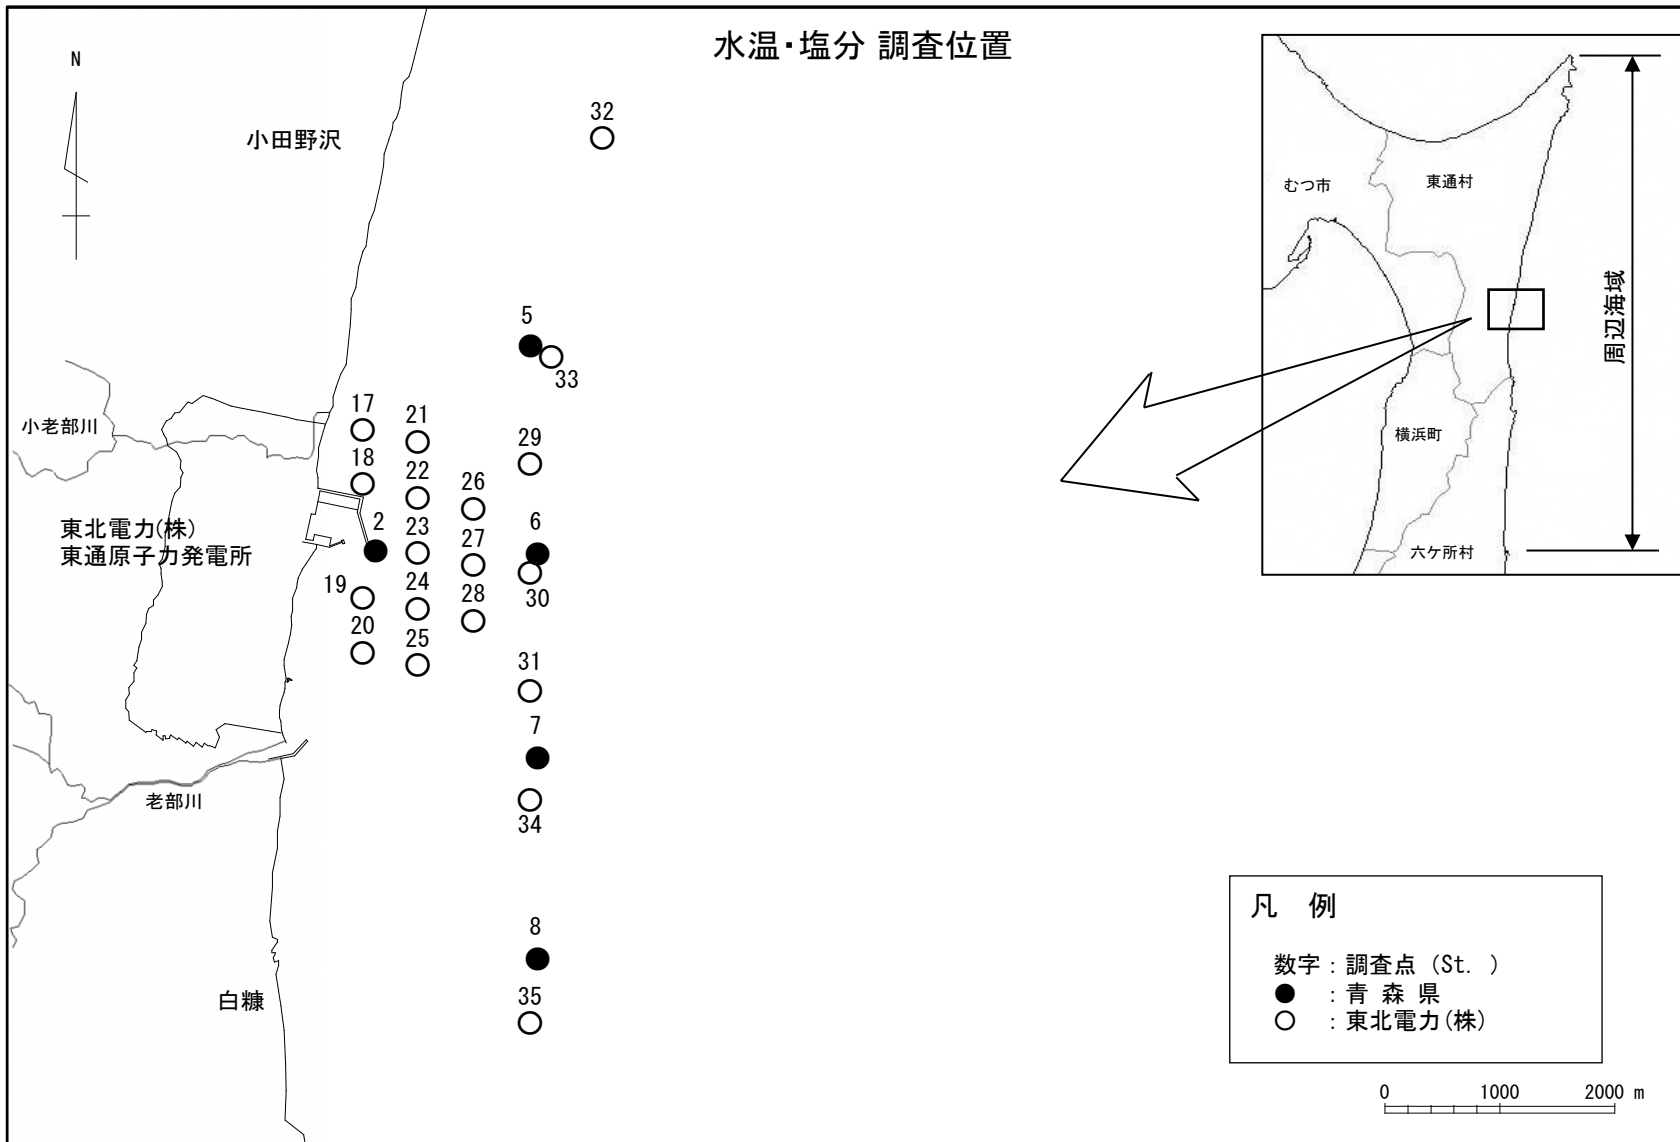 水温・塩分 調査位置
N
小田野沢
32
5
33
小老部川
17
21
29
18
22
26
2
23
27
6
東北電力(株)
東通原子力発電所
19
24
28
30
20
25
31
7
老部川
34
8
白糠
35
むつ市
東通村
周辺海域
横浜町
六ケ所村
凡 例
数字 : 調査点 (St. )
● : 青 森 県
○ : 東北電力(株)
0 1000 2000 m